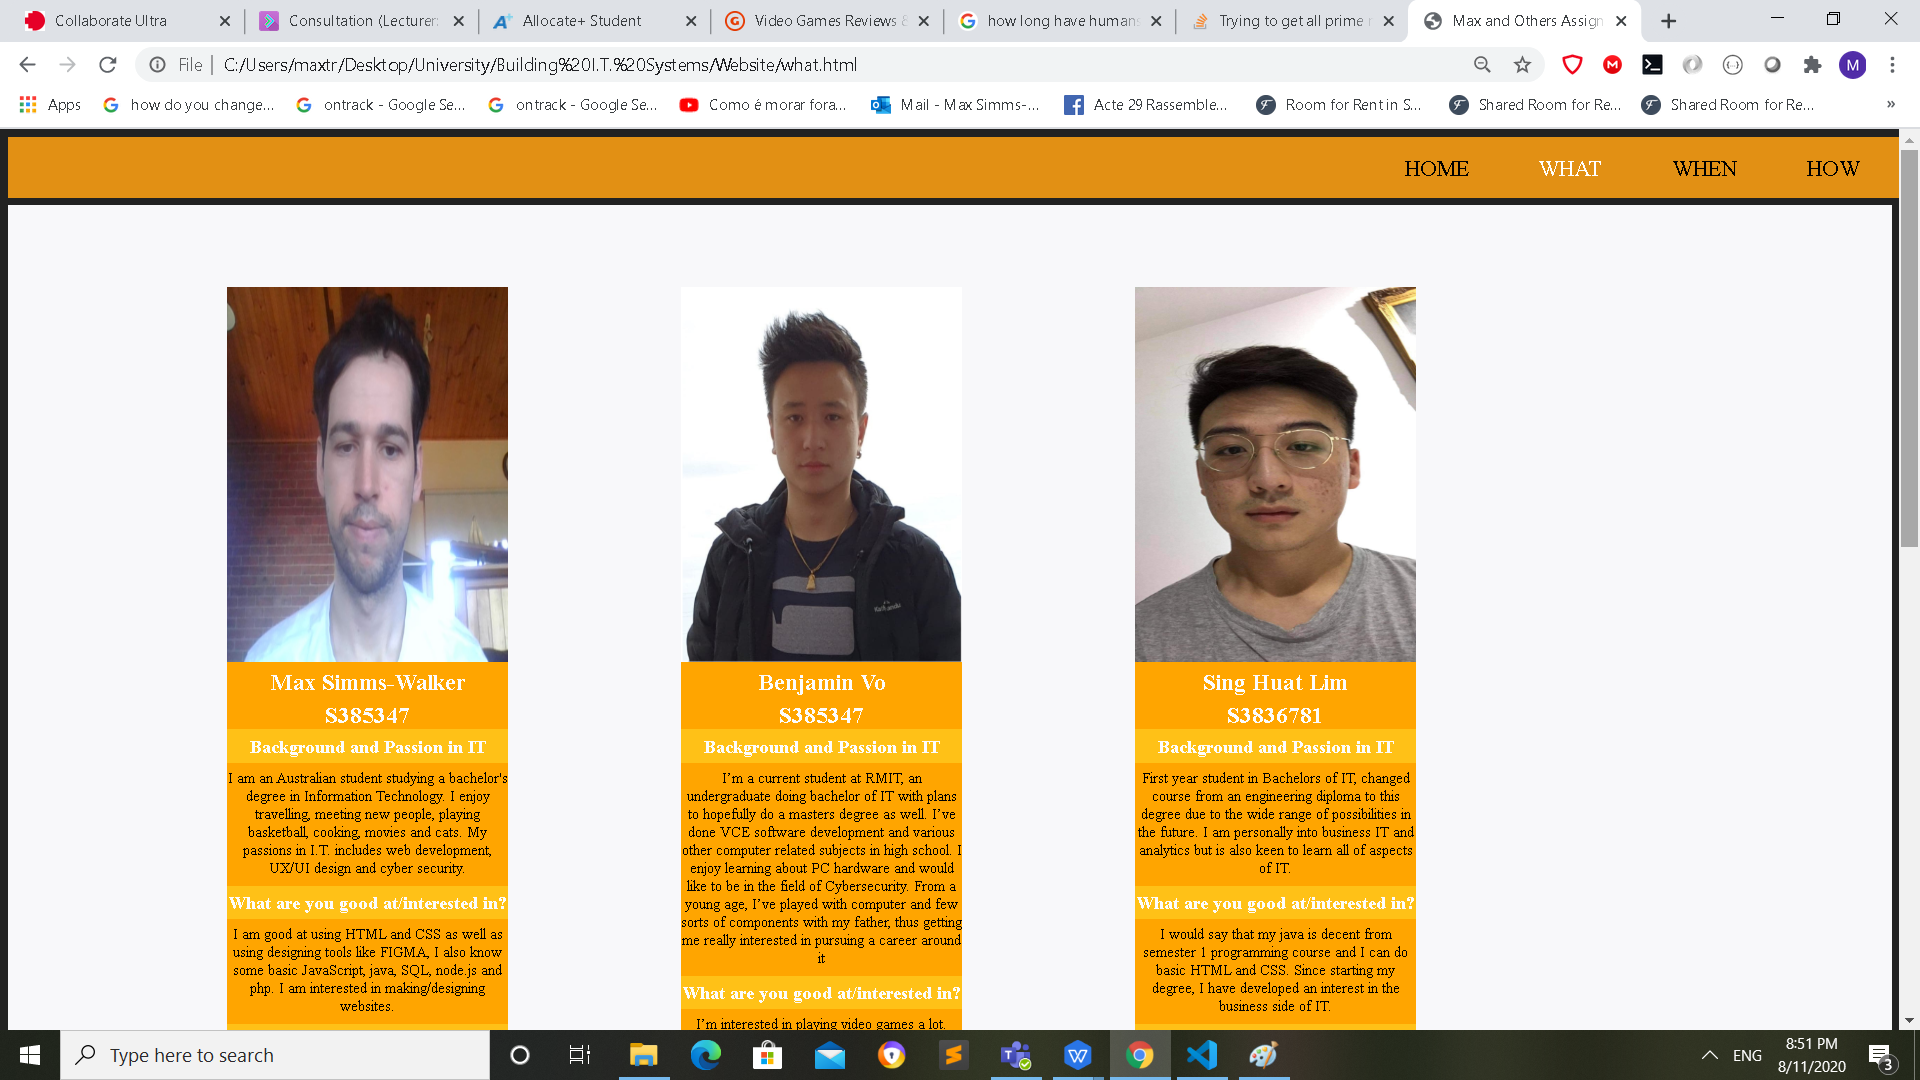 Collaborate Ultra
Consultation (Lecturer:
Allocate+ Student
Video Games Reviews &
how long have humans
Trying to get all prime n
Max and Others Assign
File
C:/Users/maxtr/Desktop/University/Building%20I.T.%20Systems/Website/what.html
M
Apps
how do you change...
ontrack - Google Se...
ontrack - Google Se...
Como é morar fora...
Mail - Max Simms-...
Acte 29 Rassemble...
Room for Rent in S...
Shared Room for Re...
Shared Room for Re...
»
HOME
WHAT
WHEN
HOW
Max Simms-Walker
S385347
Background and Passion in IT
I am an Australian student studying a bachelor's
degree in Information Technology. I enjoy
travelling, meeting new people, playing
basketball, cooking, movies and cats. My
passions in I.T. includes web development,
UX/UI design and cyber security.
What are you good at/interested in?
I am good at using HTML and CSS as well as
using designing tools like FIGMA, I also know
some basic JavaScript, java, SQL, node.js and
php. I am interested in making/designing
websites.
Benjamin Vo
S385347
Background and Passion in IT
I’m a current student at RMIT, an
undergraduate doing bachelor of IT with plans
to hopefully do a masters degree as well. I’ve
done VCE software development and various
other computer related subjects in high school. I
enjoy learning about PC hardware and would
like to be in the field of Cybersecurity. From a
young age, I’ve played with computer and few
sorts of components with my father, thus getting
me really interested in pursuing a career around
it
What are you good at/interested in?
I’m interested in playing video games a lot.
Sing Huat Lim
S3836781
Background and Passion in IT
First year student in Bachelors of IT, changed
course from an engineering diploma to this
degree due to the wide range of possibilities in
the future. I am personally into business IT and
analytics but is also keen to learn all of aspects
of IT.
What are you good at/interested in?
I would say that my java is decent from
semester 1 programming course and I can do
basic HTML and CSS. Since starting my
degree, I have developed an interest in the
business side of IT.
Type here to search
ENG
8:51 PM
8/11/2020
3